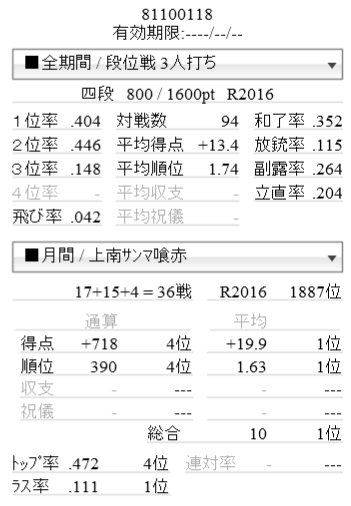 81100118
有効期限:----/--/--
■全期間 / 段位戦 3人打ち
四段 800 / 1600pt R2016
1位率 .404 対戦数 94 和了率 .352
2位率 .446 平均得点 +13.4 放銃率 .115
3位率 .148 平均順位 1.74 副露率 .264
4位率 - 平均収支 - 立直率 .204
飛び率 .042 平均祝儀 -
■月間 / 上南サンマ喰赤
17+15+4 = 36戦 R2016 1887位
通算 平均
得点 +718 4位 +19.9 1位
順位 390 4位 1.63 1位
収支 - --- - ---
祝儀 - --- - ---
総合 10 1位
トップ率 .472 4位 連対率 - ---
ラス率 .111 1位